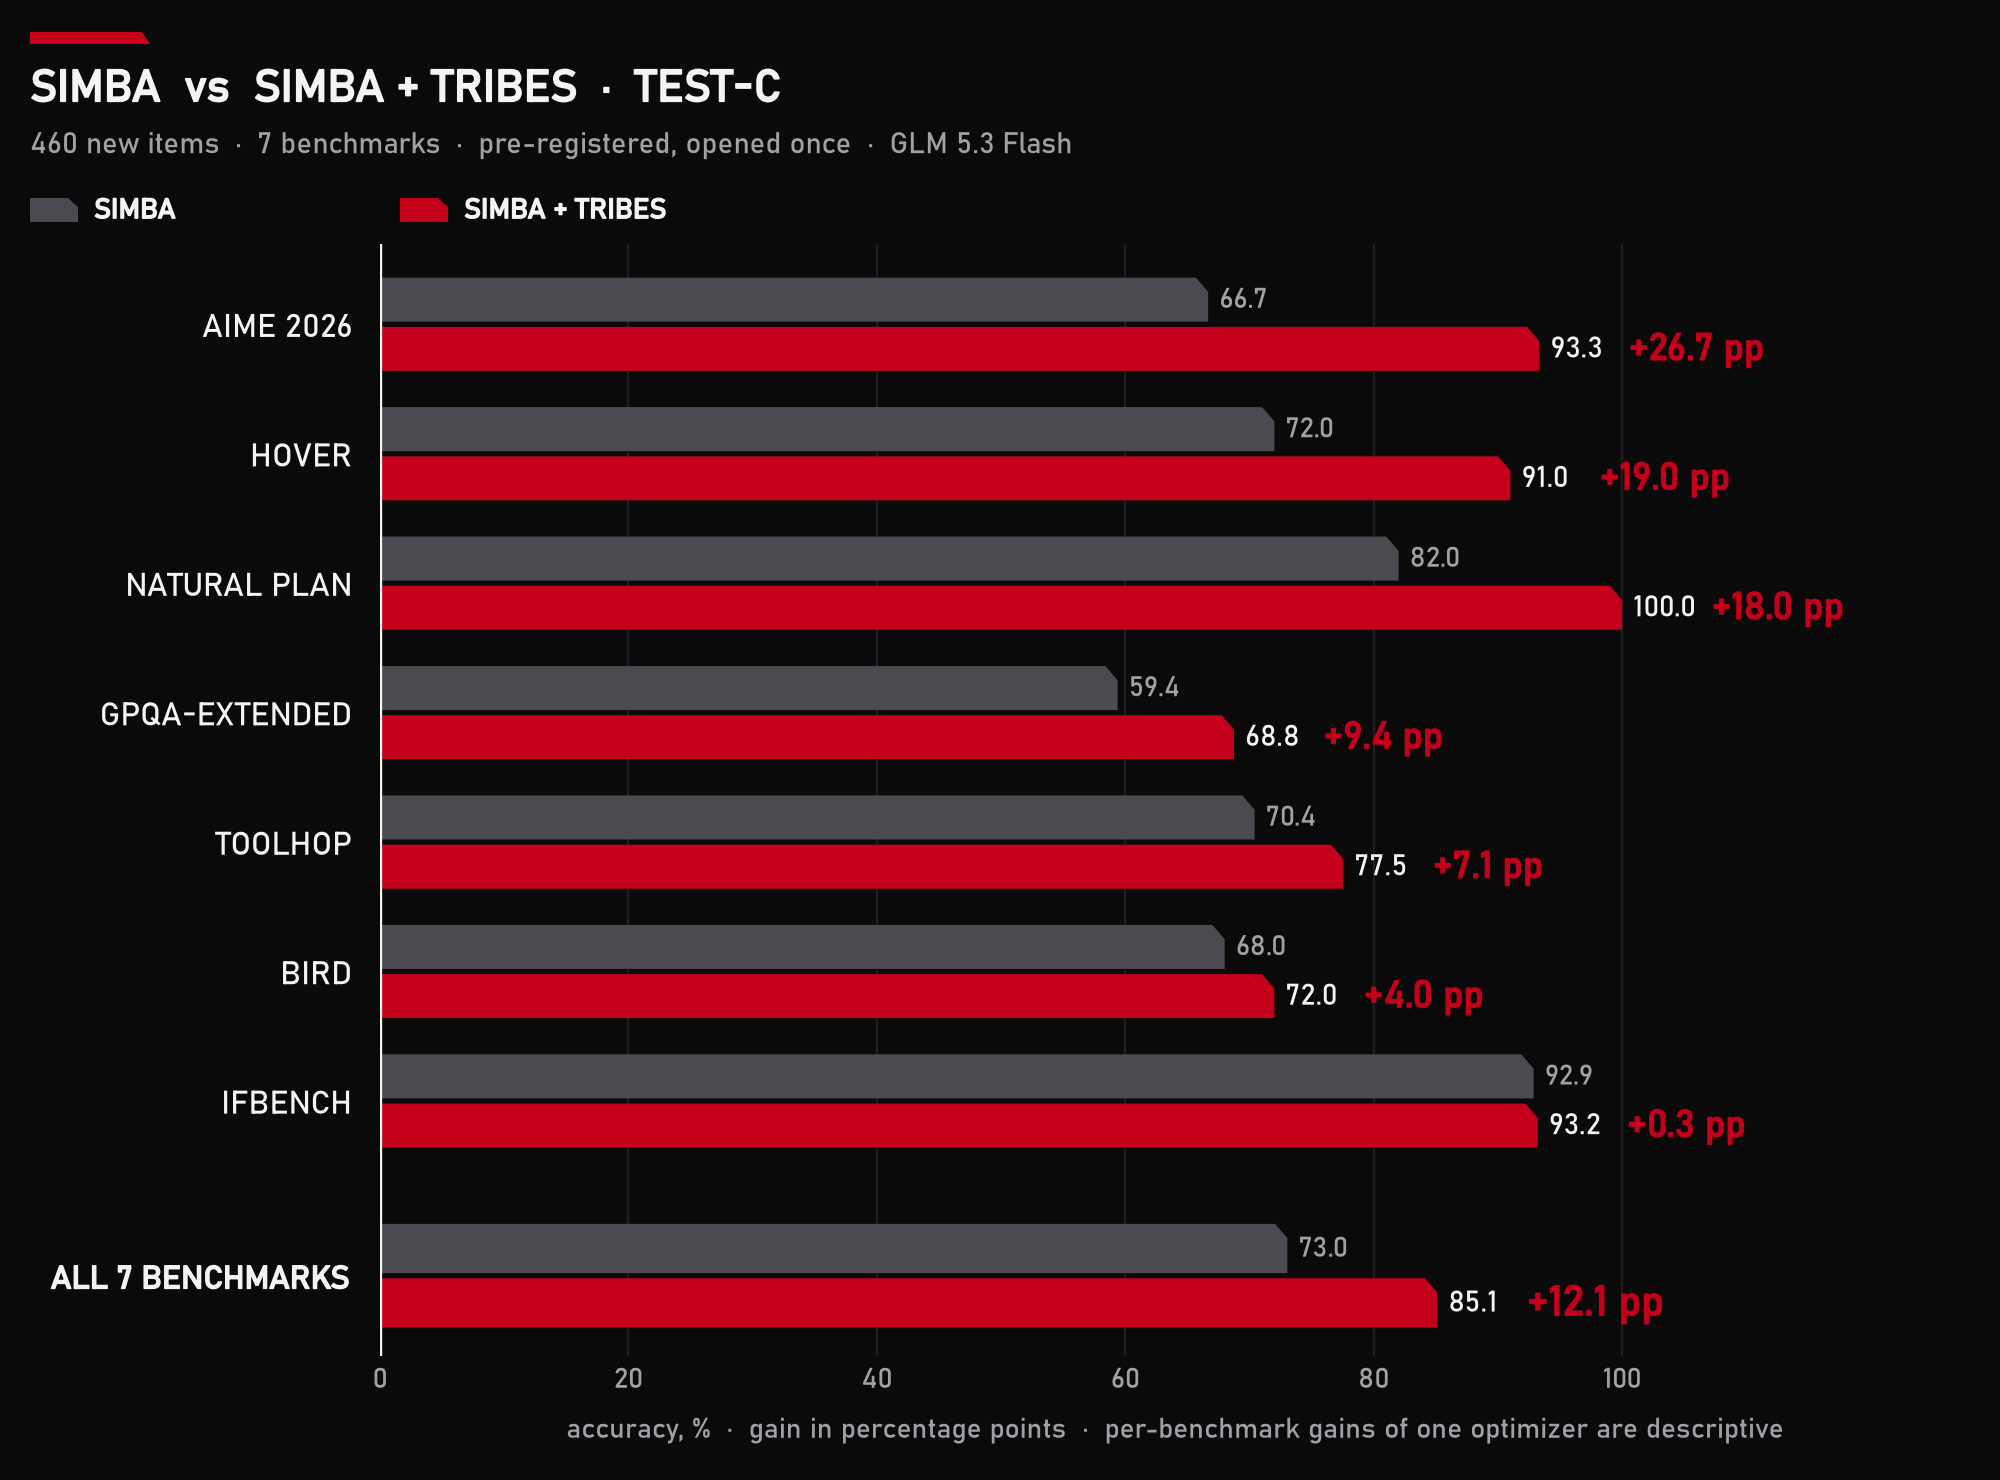 SIMBA vs SIMBA + TRIBES · TEST-C
460 new items · 7 benchmarks · pre-registered, opened once · GLM 5.3 Flash
SIMBA
SIMBA + TRIBES
AIME 2026
66.7
93.3 +26.7 pp
HOVER
72.0
91.0 +19.0 pp
NATURAL PLAN
82.0
100.0 +18.0 pp
GPQA-EXTENDED
59.4
68.8 +9.4 pp
TOOLHOP
70.4
77.5 +7.1 pp
BIRD
68.0
72.0 +4.0 pp
IFBENCH
92.9
93.2 +0.3 pp
ALL 7 BENCHMARKS
73.0
85.1 +12.1 pp
0 20 40 60 80 100
accuracy, % · gain in percentage points · per-benchmark gains of one optimizer are descriptive